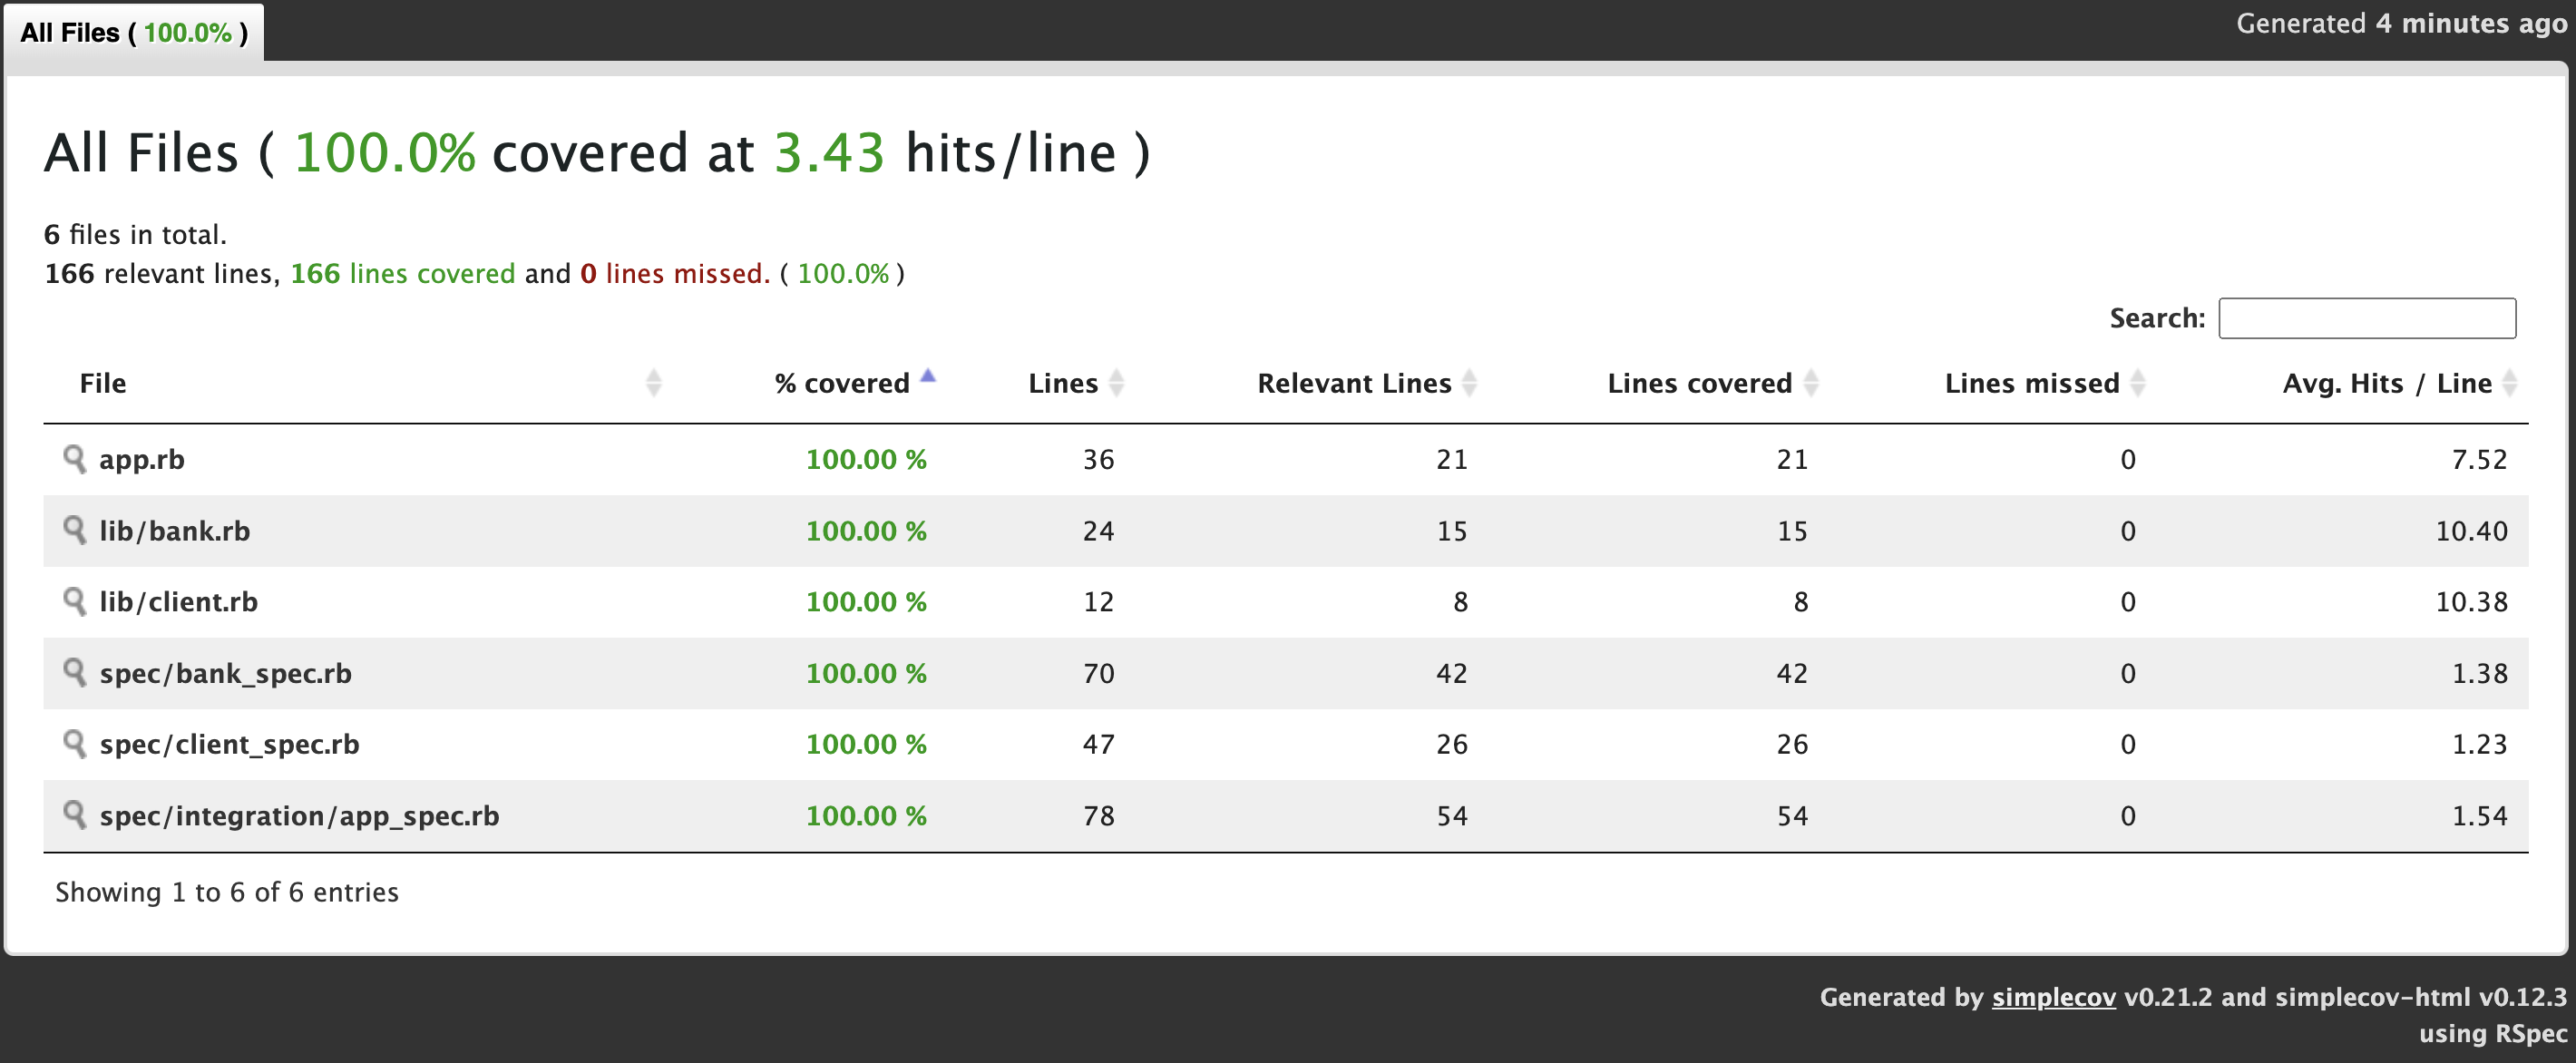 All Files ( 100.0% )
Generated 4 minutes ago
All Files ( 100.0% covered at 3.43 hits/line )
6 files in total.
166 relevant lines, 166 lines covered and 0 lines missed. ( 100.0% )
Search:
File % covered Lines Relevant Lines Lines covered Lines missed Avg. Hits / Line
app.rb 100.00 % 36 21 21 0 7.52
lib/bank.rb 100.00 % 24 15 15 0 10.40
lib/client.rb 100.00 % 12 8 8 0 10.38
spec/bank_spec.rb 100.00 % 70 42 42 0 1.38
spec/client_spec.rb 100.00 % 47 26 26 0 1.23
spec/integration/app_spec.rb 100.00 % 78 54 54 0 1.54
Showing 1 to 6 of 6 entries
Generated by simplecov v0.21.2 and simplecov-html v0.12.3
using RSpec